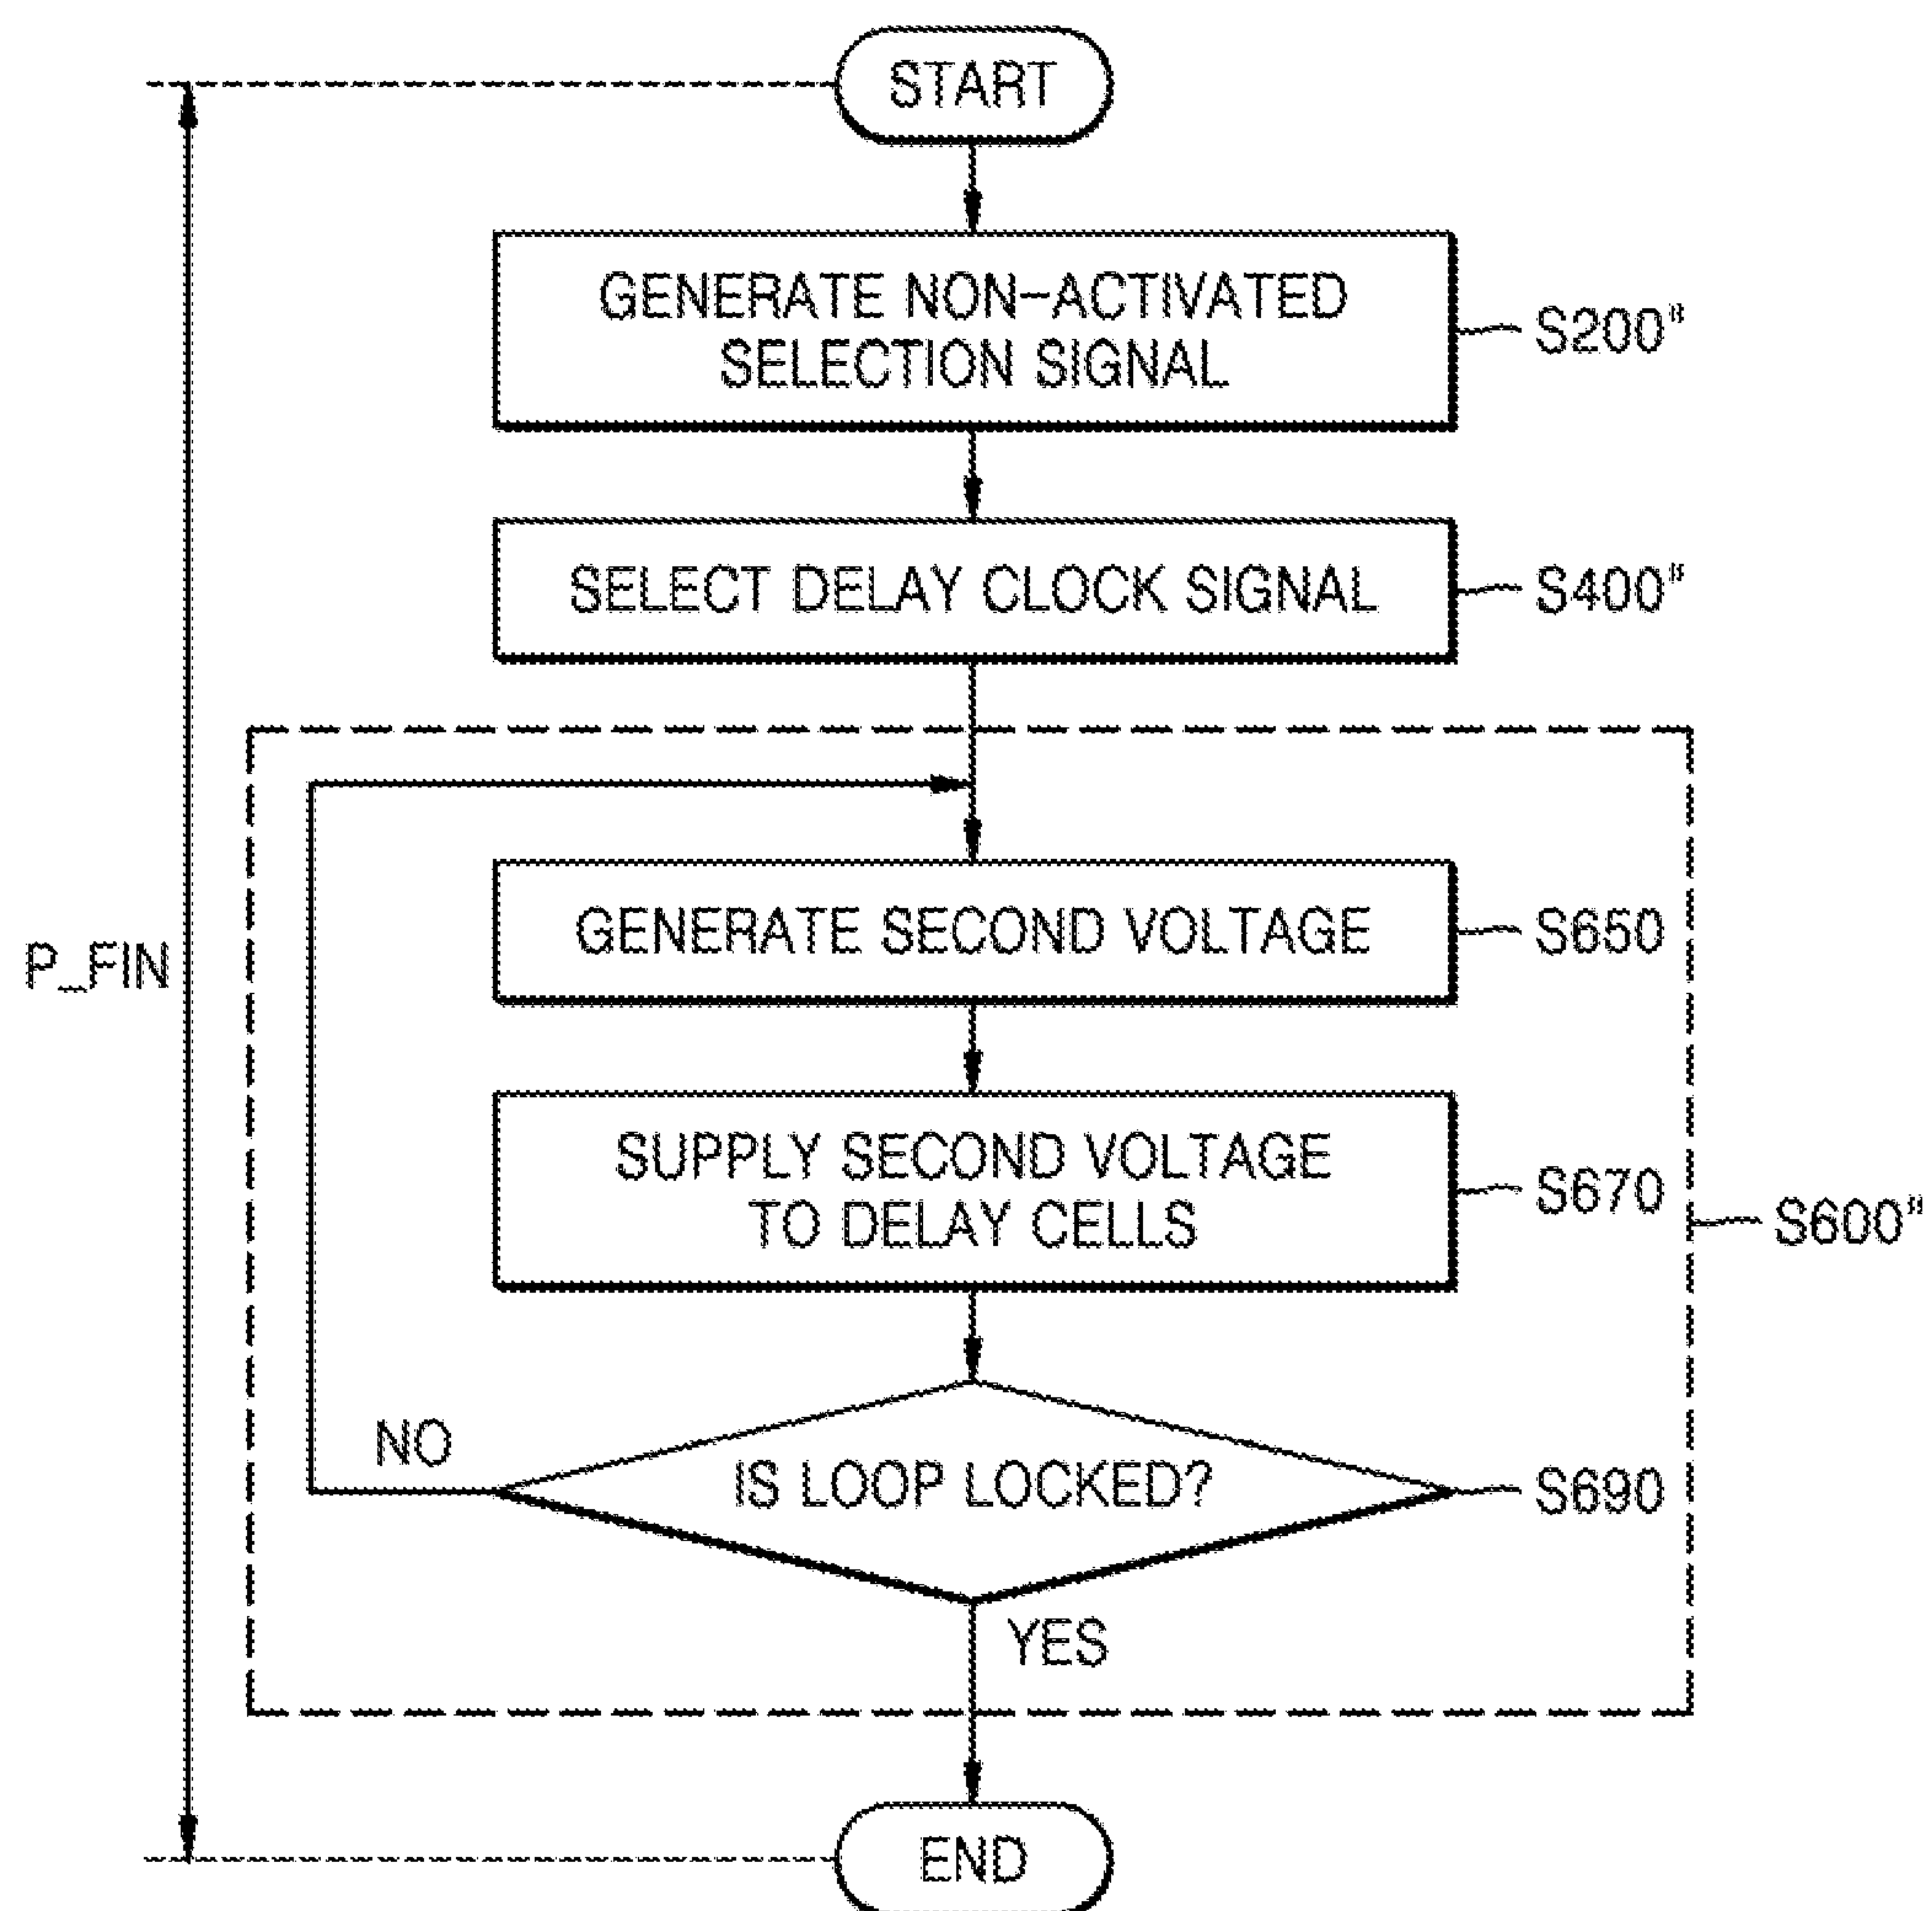 START
GENERATE NON-ACTIVATED
SELECTION SIGNAL
S200"
SELECT DELAY CLOCK SIGNAL
S400"
GENERATE SECOND VOLTAGE
S650
P_FIN
SUPPLY SECOND VOLTAGE
TO DELAY CELLS
S670
S600"
NO
IS LOOP LOCKED?
S690
YES
END